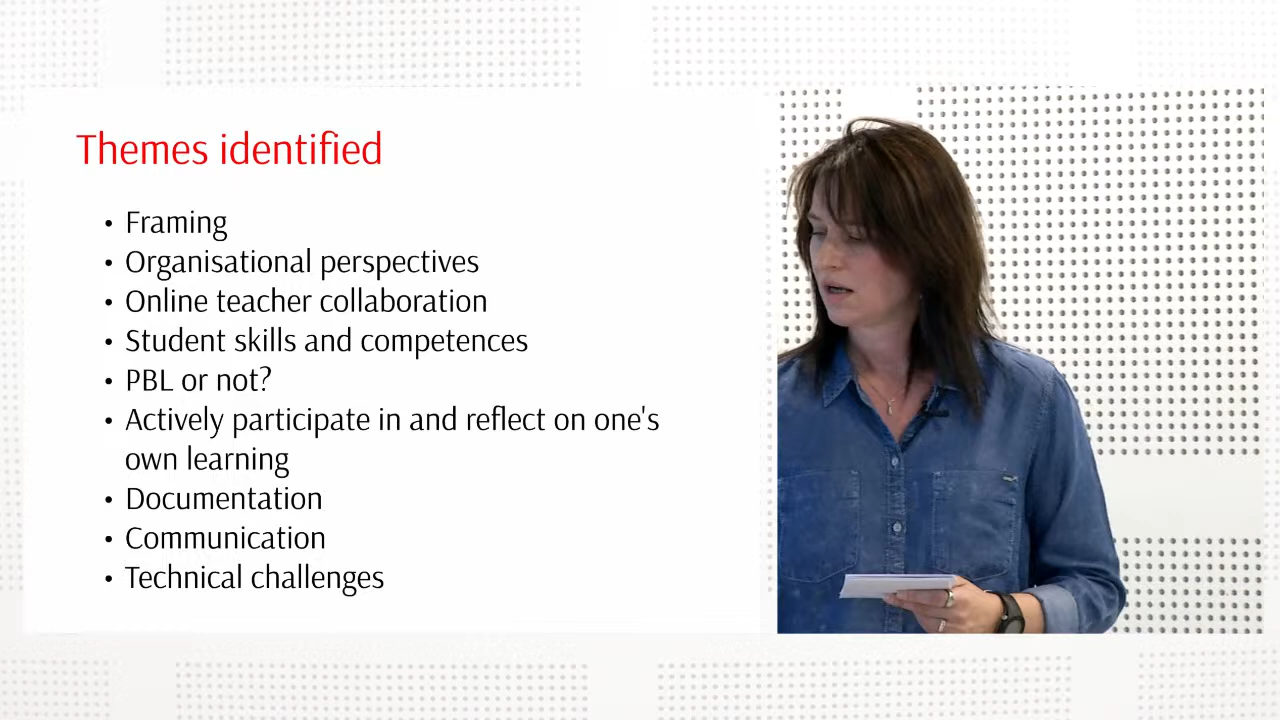 Themes identified
• Framing
• Organisational perspectives
• Online teacher collaboration
• Student skills and competences
• PBL or not?
• Actively participate in and reflect on one's
own learning
• Documentation
• Communication
• Technical challenges